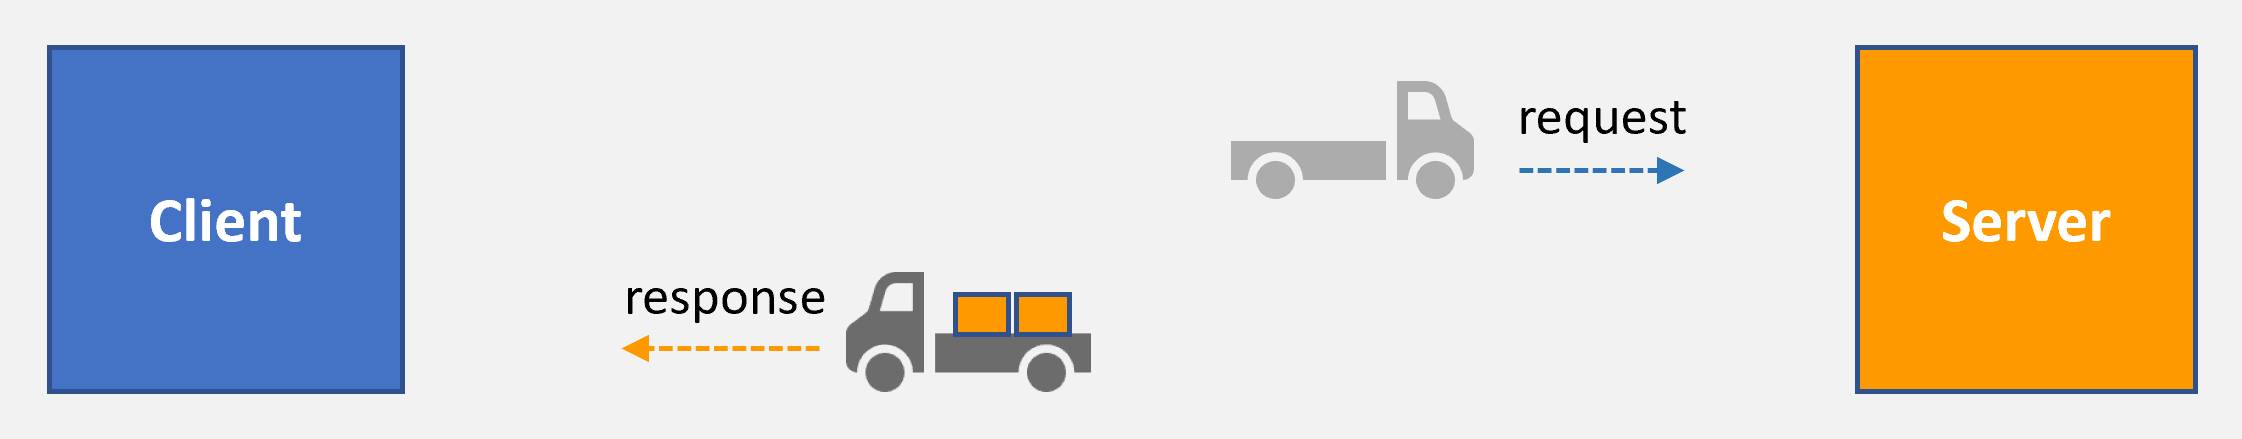 request
Client
Server
response